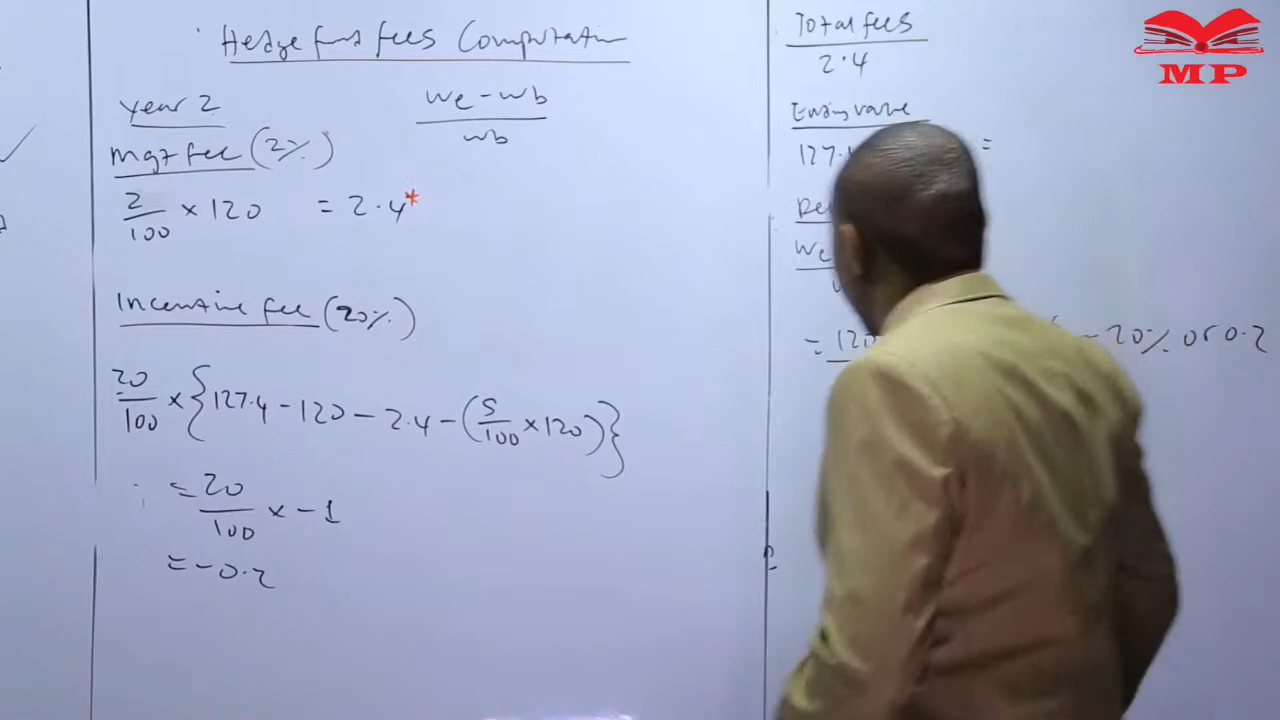 Hedge fund fees Computation
Year 2
Mgt fee (2%)
2/100 × 120 = 2.4*
We - Wb
Wb
Incentive fee (20%)
20/100 × {127.4 - 120 - 2.4 - (5/100 × 120)}
= 20/100 × -1
= -0.2
Total fees
2.4
Ending value
127. =
We
= 120 - 20% or 0.2
MP